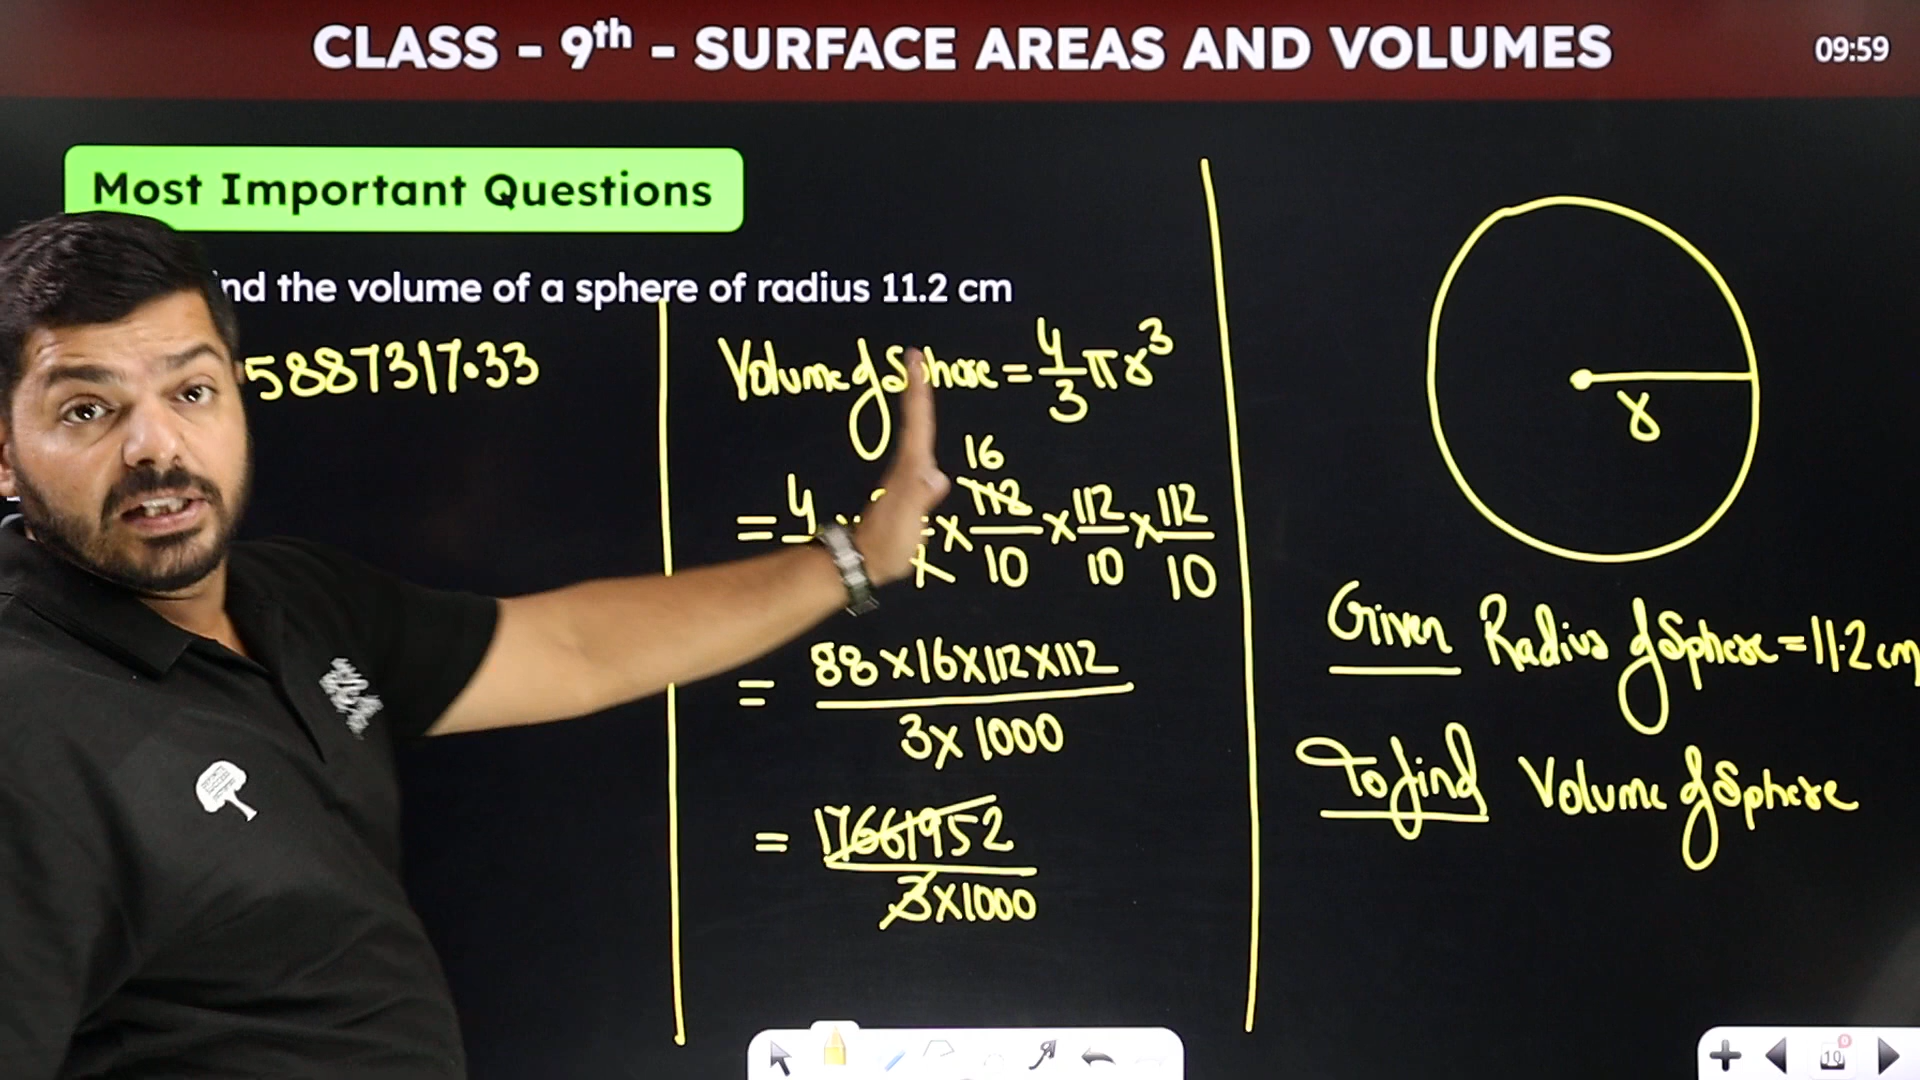 CLASS - 9th - SURFACE AREAS AND VOLUMES
09:59
Most Important Questions
nd the volume of a sphere of radius 11.2 cm
5887317.33
Volume of Sphere = 4/3 πr³
16
= 4 × 112/10 × 112/10 × 112/10
= 88×16×112×112 / 3×1000
= 17661952 / 3×1000
r
Given Radius of Sphere = 11.2 cm
To find Volume of Sphere
10